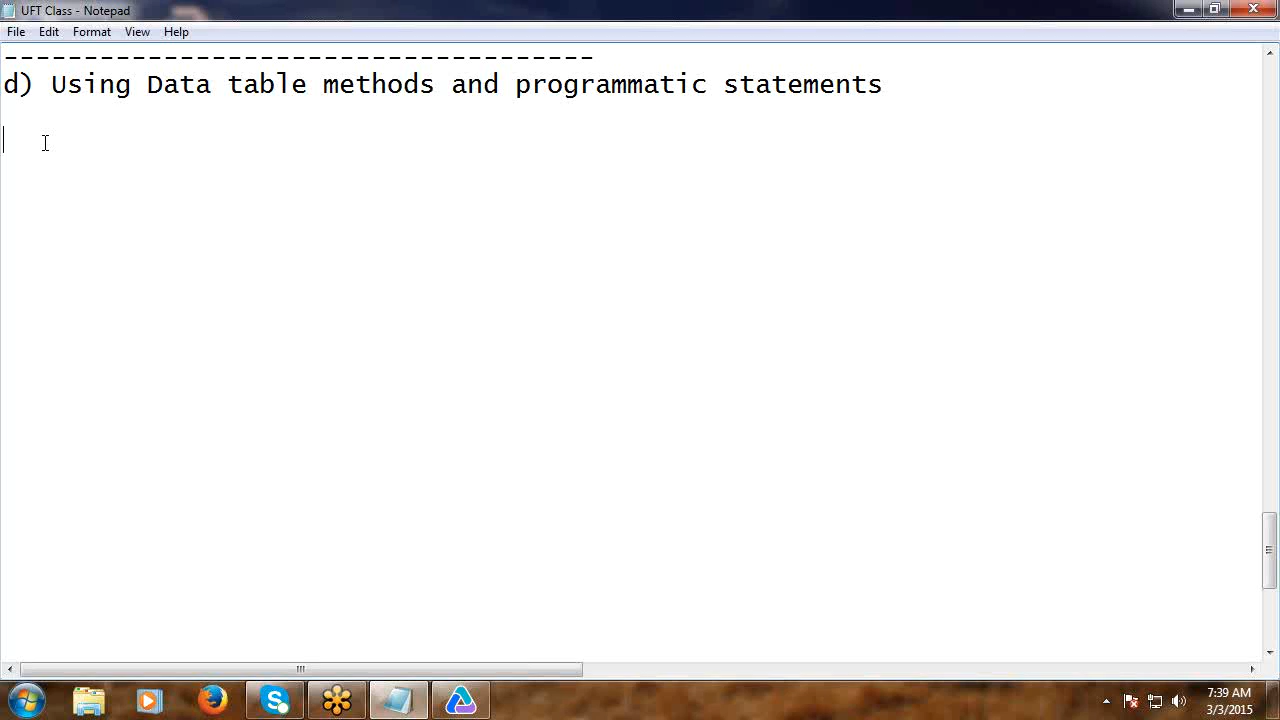 UFT Class - Notepad
File Edit Format View Help
-------------------------------------
d) Using Data table methods and programmatic statements
7:39 AM
3/3/2015